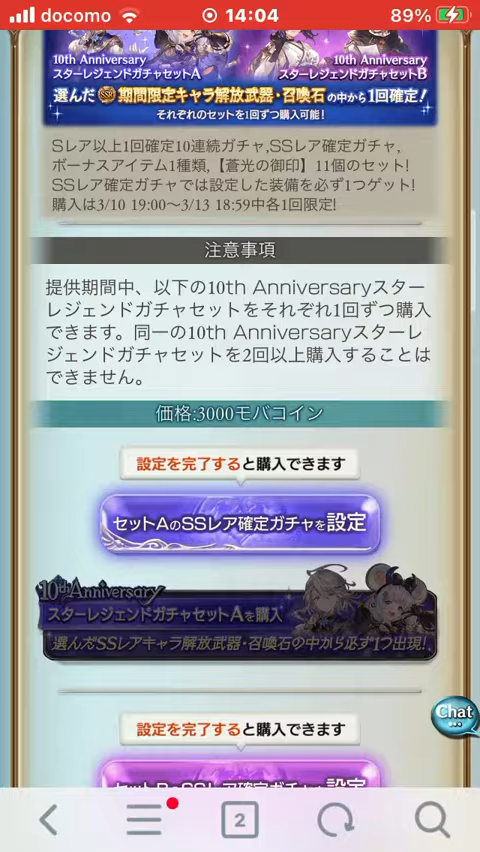 docomo 14:04 89%
10th Anniversary
スターレジェンドガチャセットA
10th Anniversary
スターレジェンドガチャセットB
選んだ期間限定キャラ解放武器・召喚石の中から1回確定!
それぞれのセットを1回ずつ購入可能!
Sレア以上1回確定10連続ガチャ,SSレア確定ガチャ,
ボーナスアイテム1種類,【蒼光の御印】11個のセット!
SSレア確定ガチャでは設定した装備を必ず1つゲット!
購入は3/10 19:00〜3/13 18:59中各1回限定!
注意事項
提供期間中、以下の10th Anniversaryスター
レジェンドガチャセットをそれぞれ1回ずつ購入
できます。同一の10th Anniversaryスターレ
ジェンドガチャセットを2回以上購入することは
できません。
価格:3000モバコイン
設定を完了すると購入できます
セットAのSSレア確定ガチャを設定
10th Anniversary
スターレジェンドガチャセットAを購入
選んだSSレアキャラ解放武器・召喚石の中から必ず1つ出現!
Chat
設定を完了すると購入できます
セットBのSSレア確定ガチャを設定
2